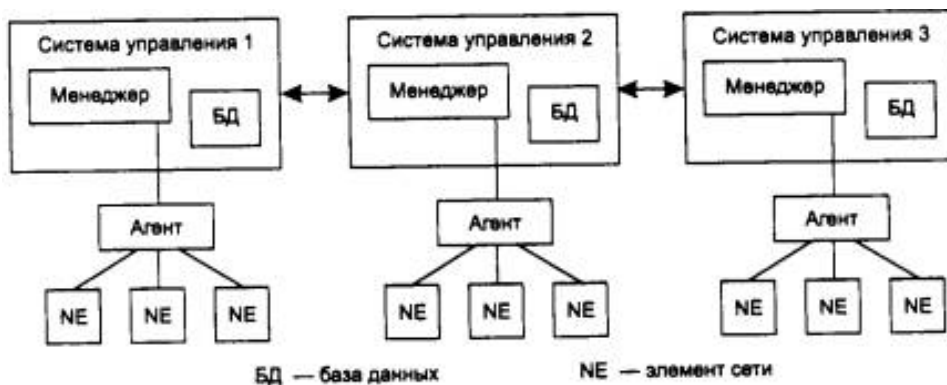 Система управления 1
Система управления 2
Система управления 3
Менеджер
БД
Менеджер
БД
Менеджер
БД
Агент
Агент
Агент
NE
NE
NE
NE
NE
NE
NE
NE
NE
БД — база данных
NE — элемент сети